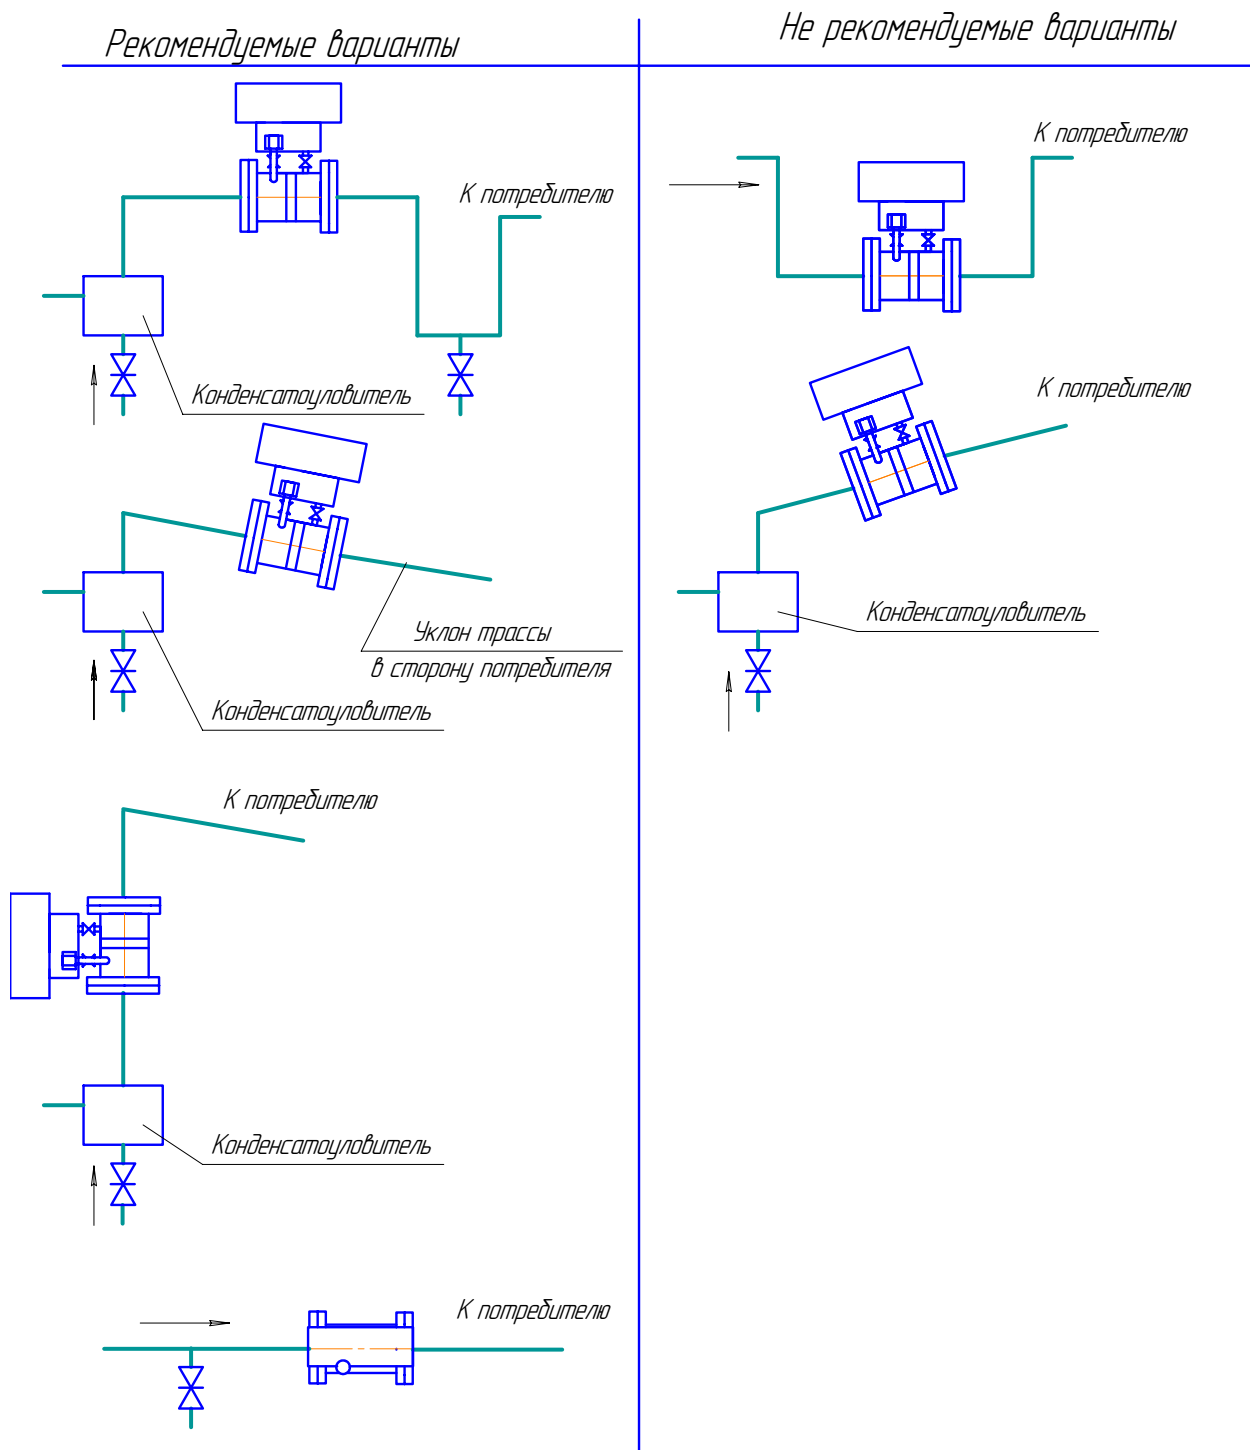 Рекомендуемые варианты
К потребителю
Конденсатоуловитель
Уклон трассы
в сторону потребителя
Конденсатоуловитель
К потребителю
Конденсатоуловитель
К потребителю
Не рекомендуемые варианты
К потребителю
К потребителю
Конденсатоуловитель